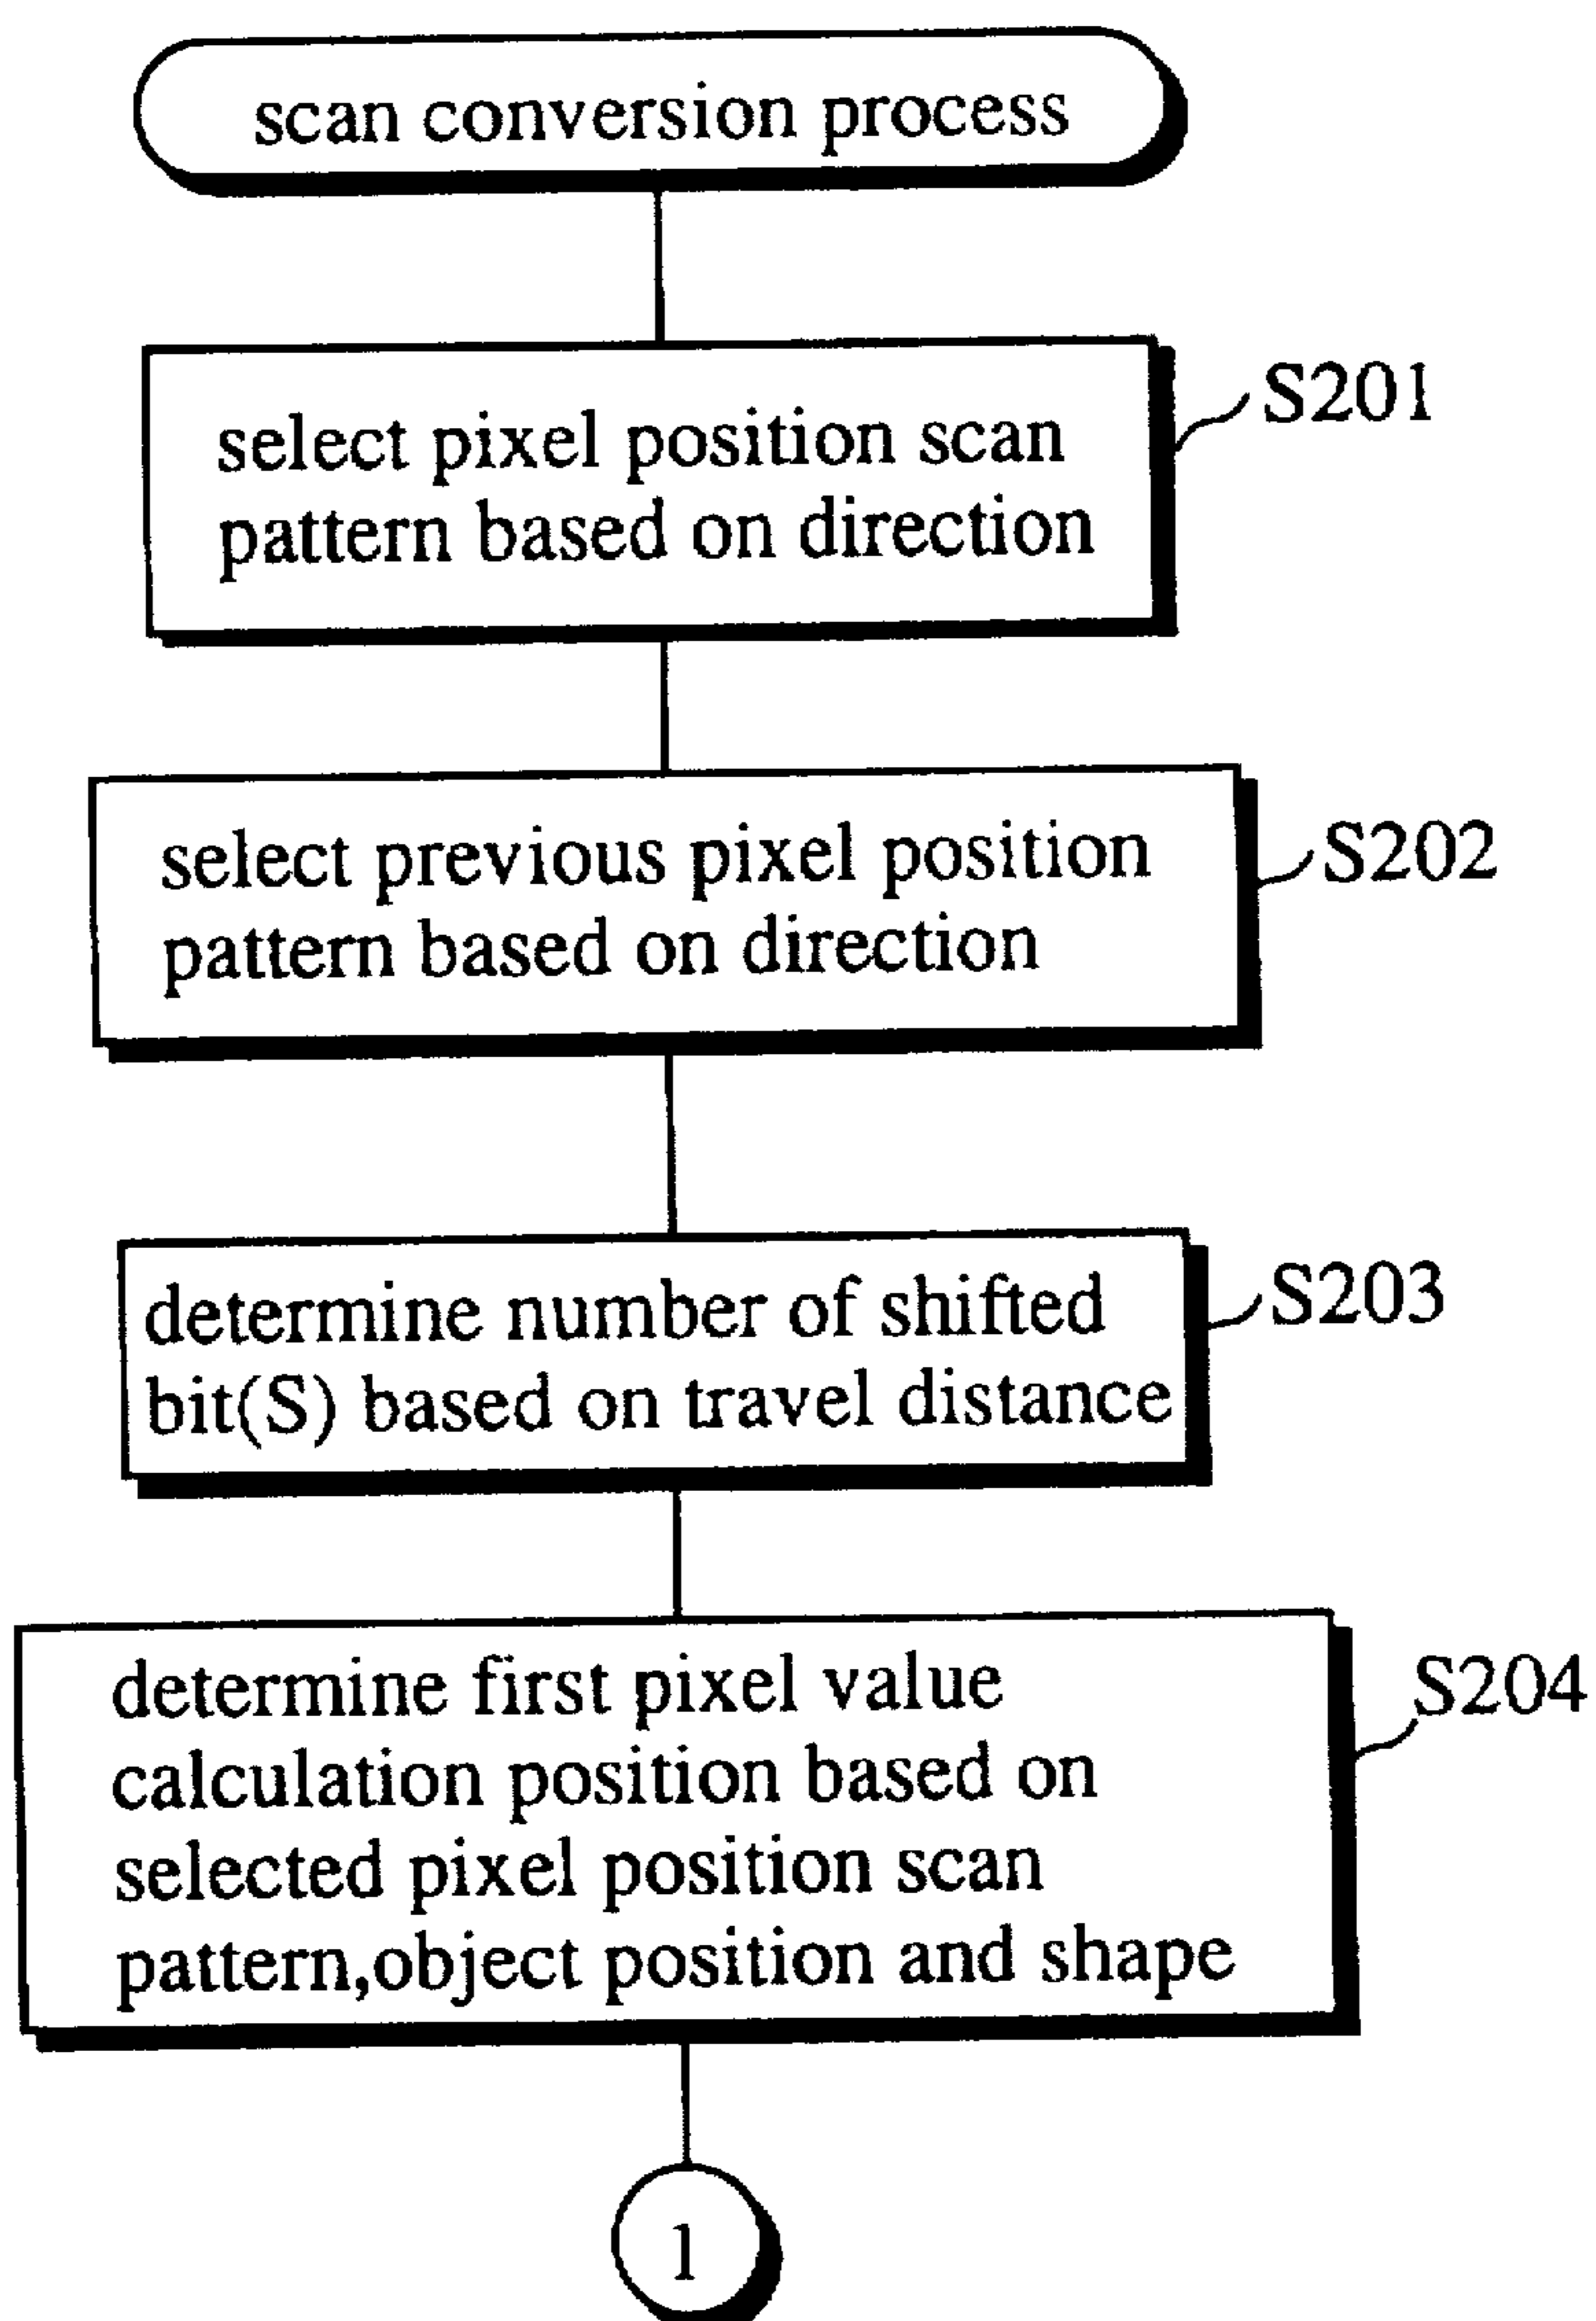 scan conversion process
select pixel position scan
pattern based on direction
S201
select previous pixel position
pattern based on direction
S202
determine number of shifted
bit(S) based on travel distance
S203
determine first pixel value
calculation position based on
selected pixel position scan
pattern,object position and shape
S204
1